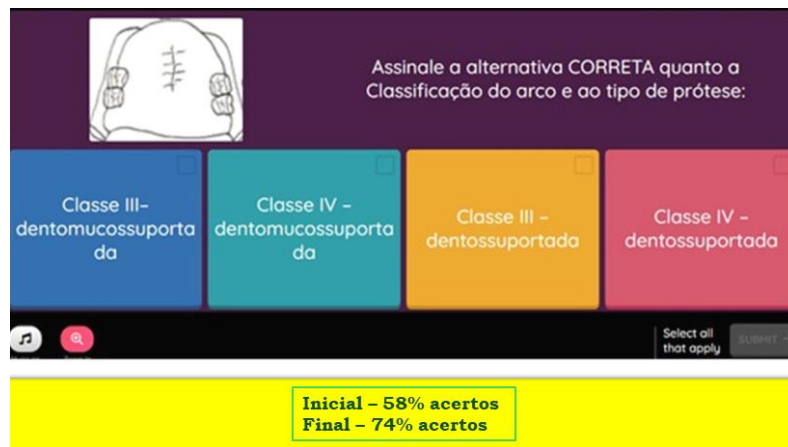 Assinale a alternativa CORRETA quanto a
Classificação do arco e ao tipo de prótese:
Classe III–
dentomucossuporta
da
Classe IV –
dentomucossuporta
da
Classe III –
dentossuportada
Classe IV –
dentossuportada
Select all
that apply
SUBMIT
Inicial – 58% acertos
Final – 74% acertos